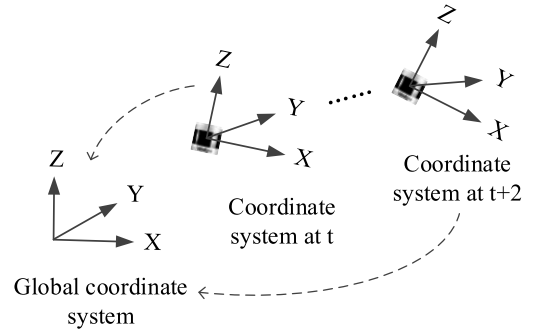 Z
Y
X
Global coordinate
system
Z
Y
X
Coordinate
system at t
Z
Y
X
Coordinate
system at t+2